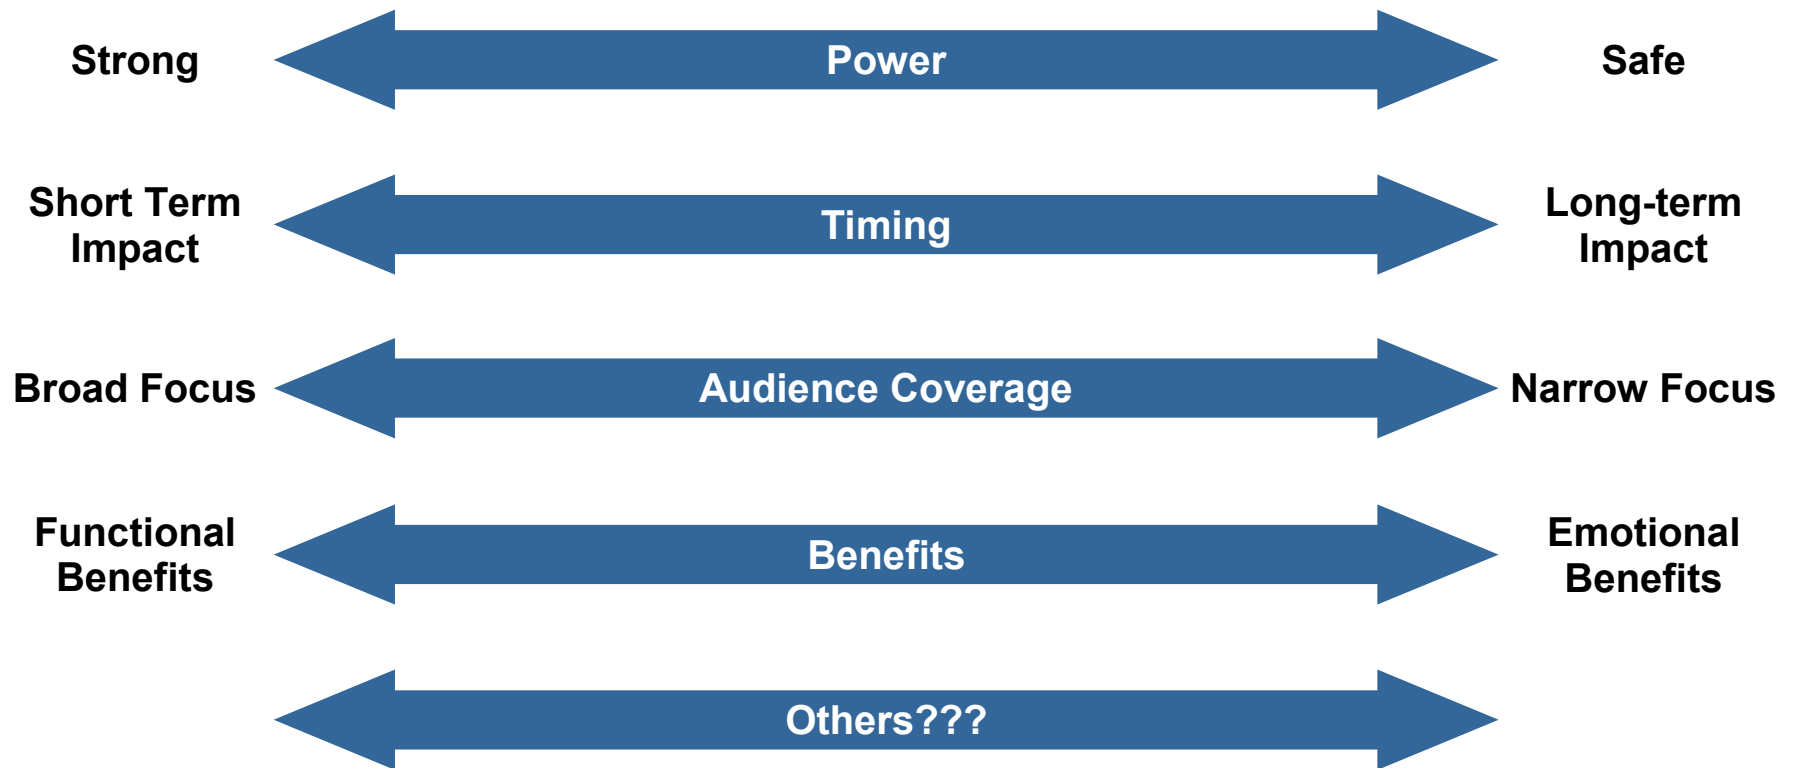 Strong
Power
Safe
Short Term
Impact
Timing
Long-term
Impact
Broad Focus
Audience Coverage
Narrow Focus
Functional
Benefits
Benefits
Emotional
Benefits
Others???